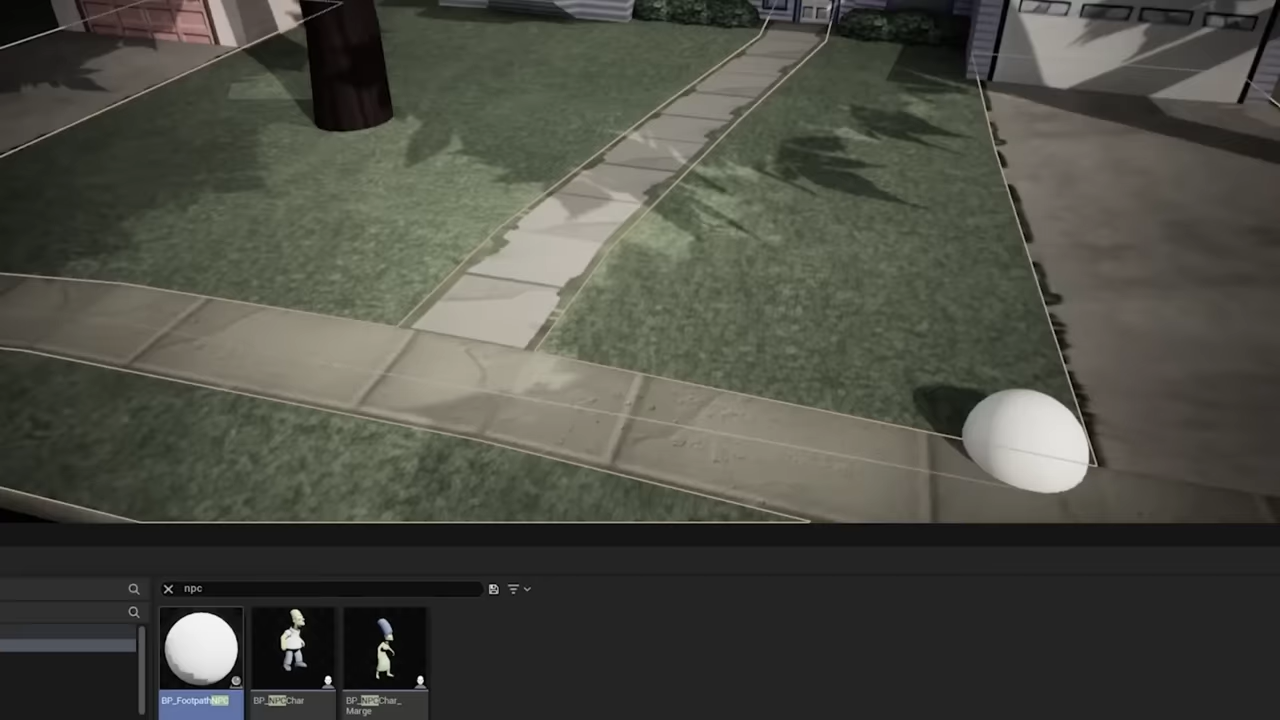 npc
BP_FootpathNPC
BP_NPCChar
BP_NPCChar_
Marge